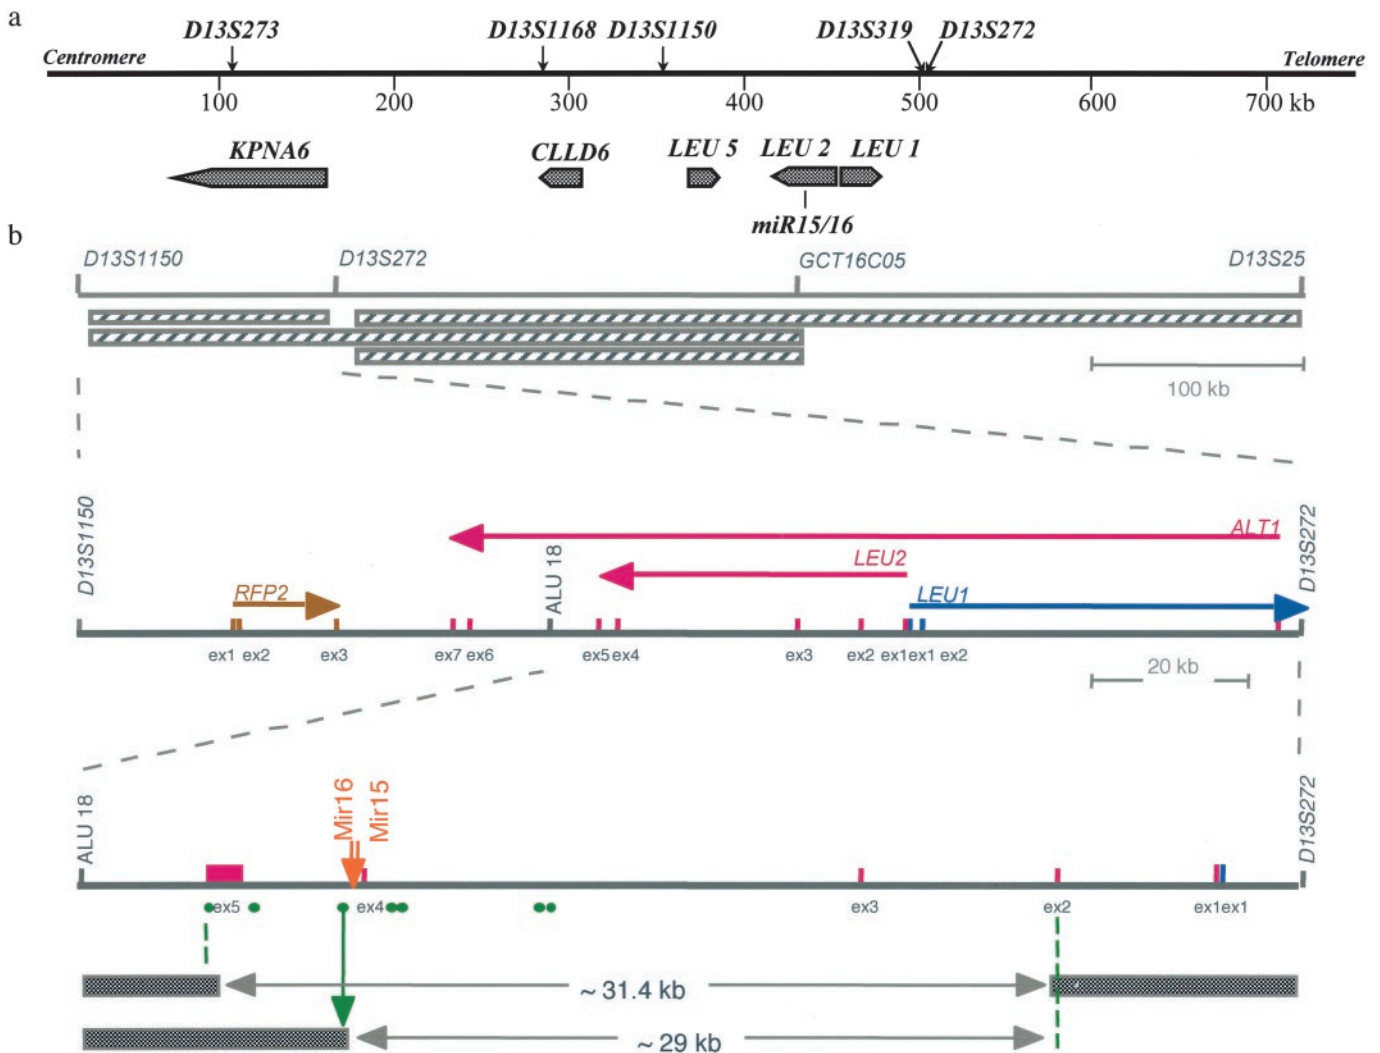 a
D13S273 D13S1168 D13S1150 D13S319 D13S272
Centromere Telomere
100 200 300 400 500 600 700 kb
KPNA6 CLLD6 LEU 5 LEU 2 LEU 1
miR15/16
b
D13S1150 D13S272 GCT16C05 D13S25
100 kb
D13S1150
ALT1
LEU2
ALU 18
RFP2
LEU1
D13S272
ex1 ex2 ex3 ex7 ex6 ex5 ex4 ex3 ex2 ex1 ex1 ex2
20 kb
ALU 18
Mir16
Mir15
D13S272
ex5 ex4 ex3 ex2 ex1 ex1
~ 31.4 kb
~ 29 kb